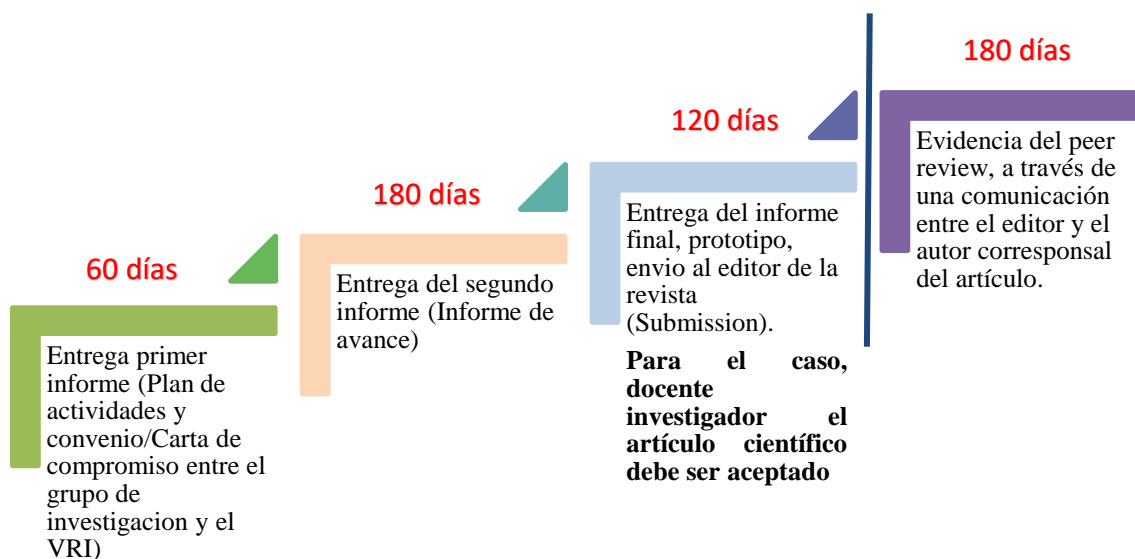 60 días
Entrega primer
informe (Plan de
actividades y
convenio/Carta de
compromiso entre el
grupo de
investigacion y el
VRI)
180 días
Entrega del segundo
informe (Informe de
avance)
120 días
Entrega del informe
final, prototipo,
envio al editor de la
revista
(Submission).
Para el caso,
docente
investigador el
artículo científico
debe ser aceptado
180 días
Evidencia del peer
review, a través de
una comunicación
entre el editor y el
autor corresponsal
del artículo.